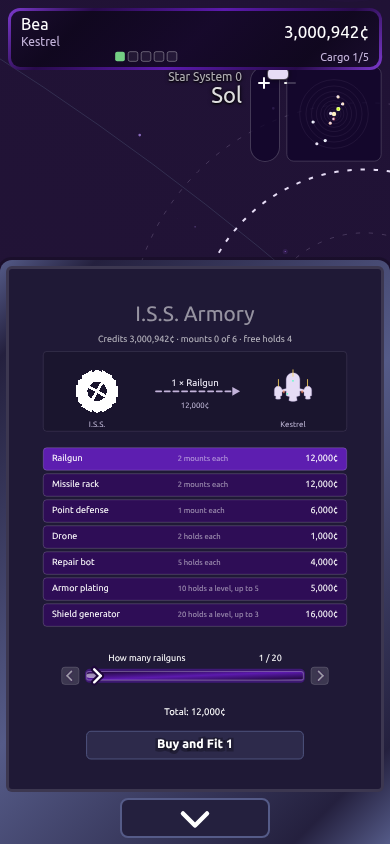 Bea
Kestrel
3,000,942¢
Cargo 1/5
Star System 0
Sol
I.S.S. Armory
Credits 3,000,942¢ · mounts 0 of 6 · free holds 4
1 × Railgun
12,000¢
I.S.S.
Kestrel
Railgun 2 mounts each 12,000¢
Missile rack 2 mounts each 12,000¢
Point defense 1 mount each 6,000¢
Drone 2 holds each 1,000¢
Repair bot 5 holds each 4,000¢
Armor plating 10 holds a level, up to 5 5,000¢
Shield generator 20 holds a level, up to 3 16,000¢
How many railguns 1 / 20
Total: 12,000¢
Buy and Fit 1